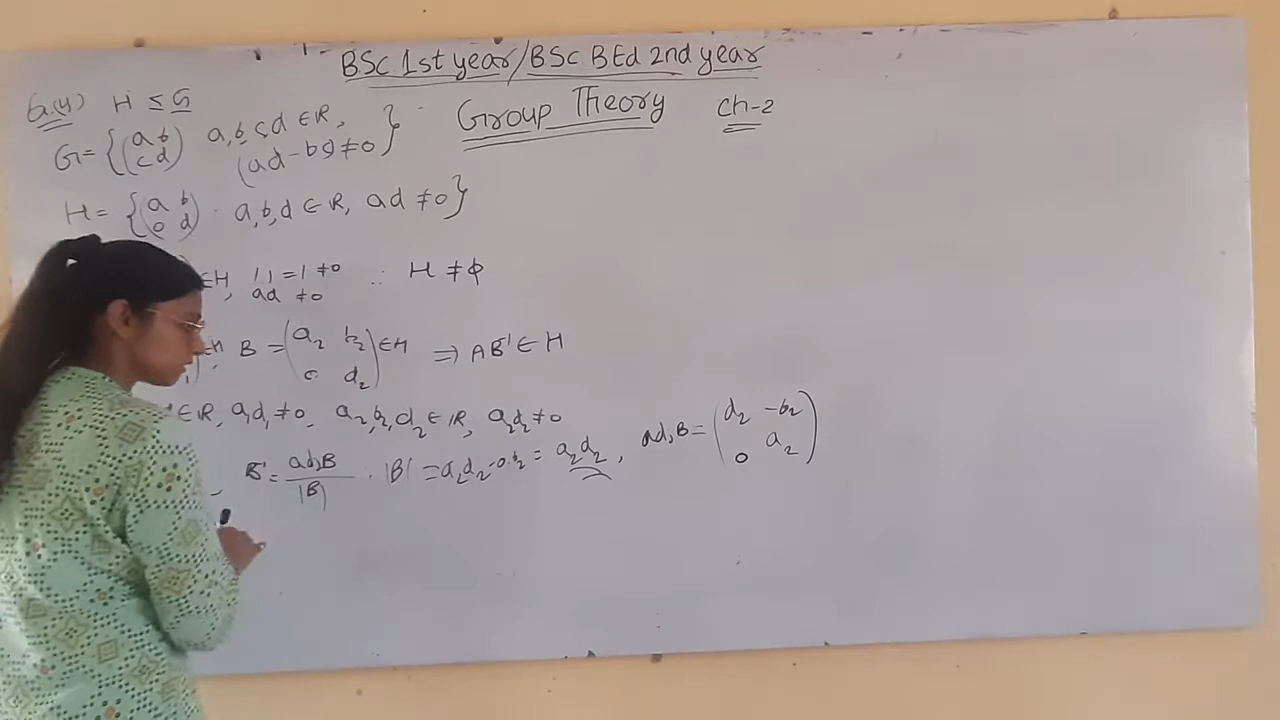 BSc 1st year/BSc BEd 2nd year
Group Theory Ch-2
Q.(4) H ≤ G
G = {(a b
c d) a, b, c, d ∈ R,
(ad - bc) ≠ 0}
H = {(a b
0 d) . a, b, d ∈ R, ad ≠ 0}
∈ H, 1.1 = 1 ≠ 0 ∴ H ≠ ϕ
ad ≠ 0
∈ H, B = (a₂ b₂
0 d₂) ∈ H ⇒ AB⁻¹ ∈ H
∈ R, a₁d₁ ≠ 0, a₂, b₂, d₂ ∈ R, a₂d₂ ≠ 0
B⁻¹ = adjB / |B| . |B| = a₂d₂ - 0.b₂ = a₂d₂, adjB = (d₂ -b₂
0 a₂)